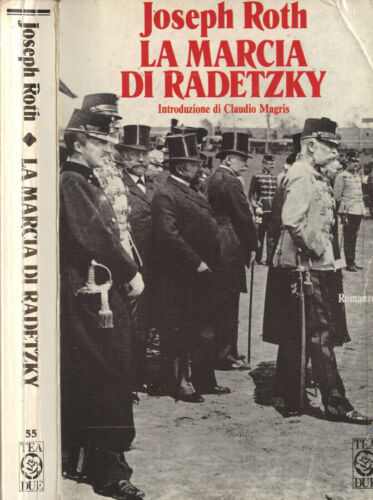 Joseph Roth
LA MARCIA
DI RADETZKY
Introduzione di Claudio Magris
Romanzo
TEA
DUE
Joseph Roth ◆ LA MARCIA DI RADETZKY
55
TEA
DUE